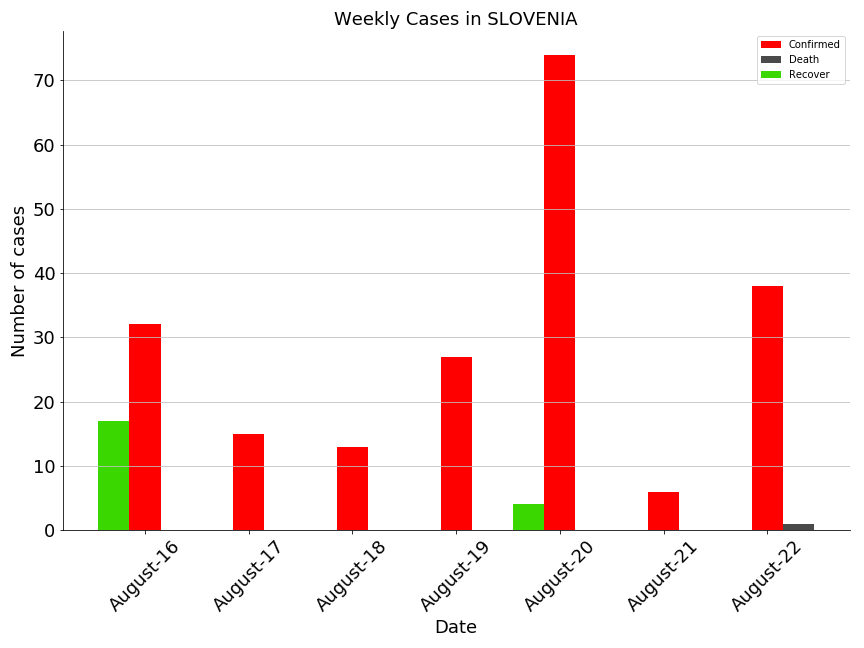 Weekly Cases in SLOVENIA
Confirmed
Death
Recover
Number of cases
70
60
50
40
30
20
10
0
August-16
August-17
August-18
August-19
August-20
August-21
August-22
Date